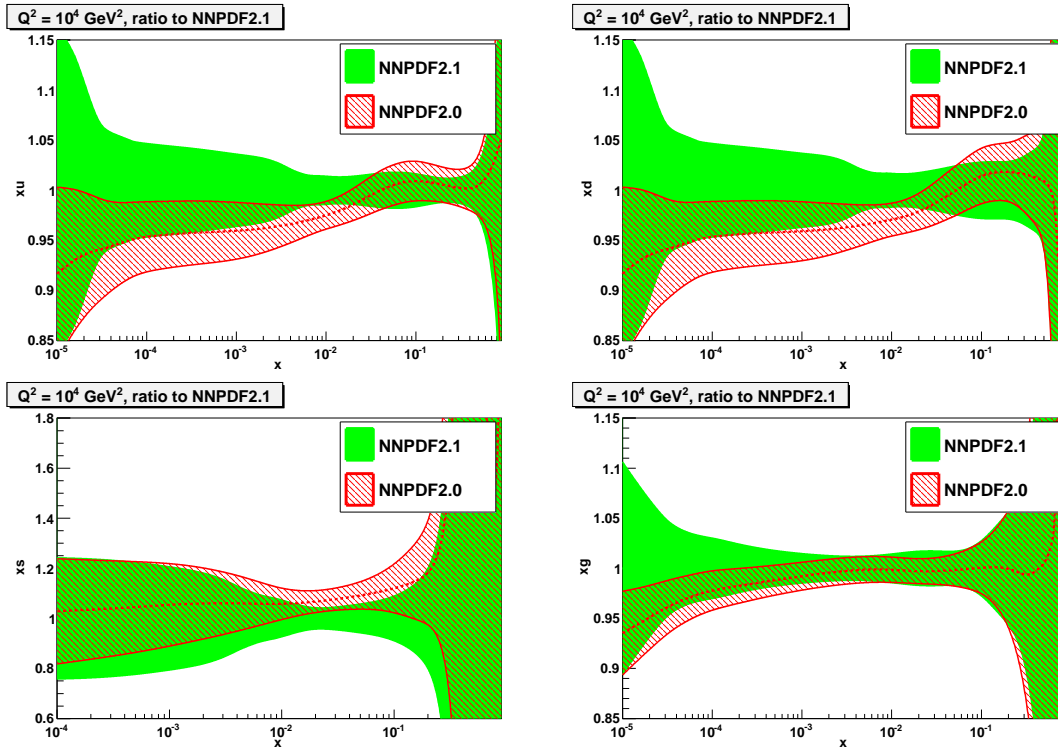 Q² = 10⁴ GeV², ratio to NNPDF2.1
xu
1.15
1.1
1.05
1
0.95
0.9
0.85
NNPDF2.1
NNPDF2.0
10⁻⁵
10⁻⁴
10⁻³
10⁻²
10⁻¹
x
Q² = 10⁴ GeV², ratio to NNPDF2.1
xd
1.15
1.1
1.05
1
0.95
0.9
0.85
NNPDF2.1
NNPDF2.0
10⁻⁵
10⁻⁴
10⁻³
10⁻²
10⁻¹
x
Q² = 10⁴ GeV², ratio to NNPDF2.1
xs
1.8
1.6
1.4
1.2
1
0.8
0.6
NNPDF2.1
NNPDF2.0
10⁻⁴
10⁻³
10⁻²
10⁻¹
x
Q² = 10⁴ GeV², ratio to NNPDF2.1
xg
1.15
1.1
1.05
1
0.95
0.9
0.85
NNPDF2.1
NNPDF2.0
10⁻⁵
10⁻⁴
10⁻³
10⁻²
10⁻¹
x